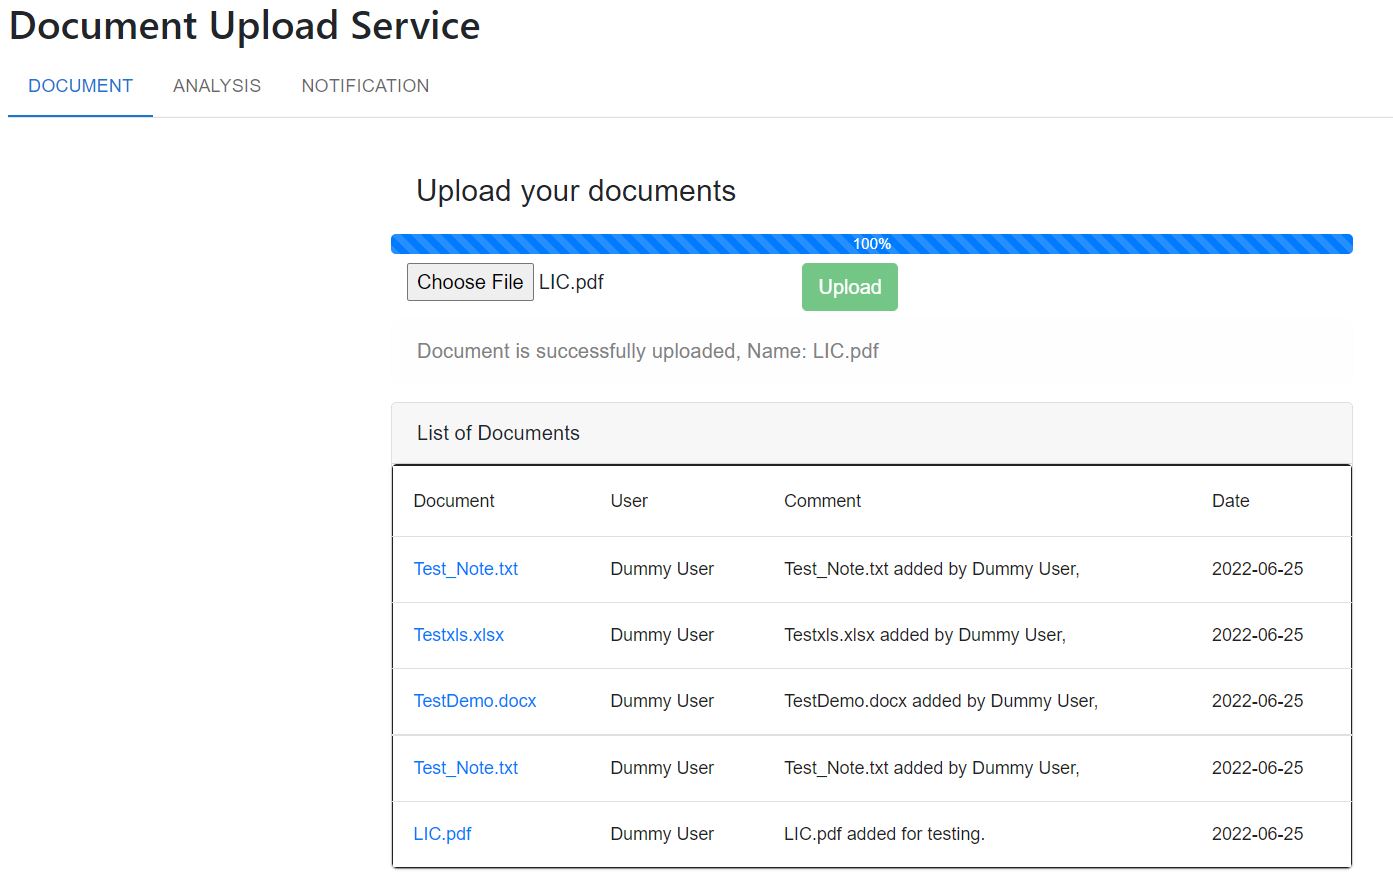 Document Upload Service
DOCUMENT ANALYSIS NOTIFICATION
Upload your documents
100%
Choose File LIC.pdf Upload
Document is successfully uploaded, Name: LIC.pdf
List of Documents
Document User Comment Date
Test_Note.txt Dummy User Test_Note.txt added by Dummy User, 2022-06-25
Testxls.xlsx Dummy User Testxls.xlsx added by Dummy User, 2022-06-25
TestDemo.docx Dummy User TestDemo.docx added by Dummy User, 2022-06-25
Test_Note.txt Dummy User Test_Note.txt added by Dummy User, 2022-06-25
LIC.pdf Dummy User LIC.pdf added for testing. 2022-06-25